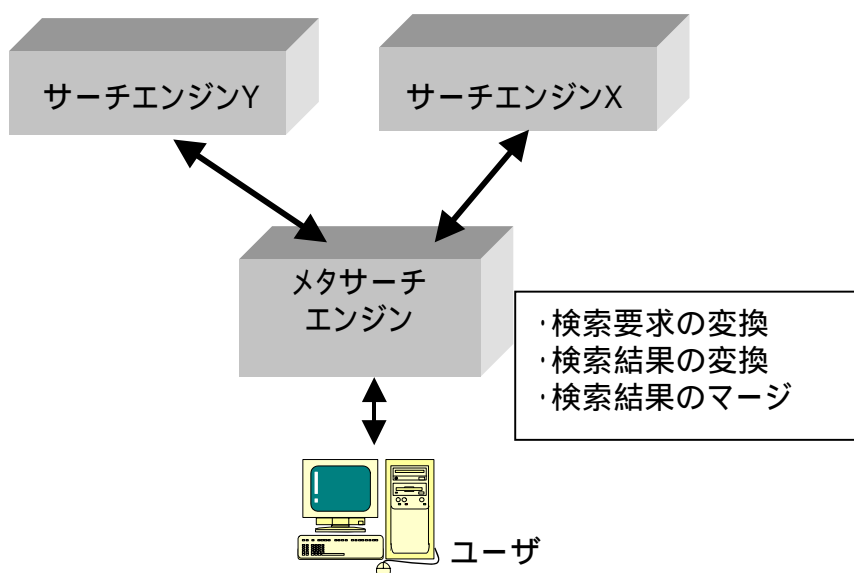 サーチエンジンY
サーチエンジンX
メタサーチ
エンジン
・検索要求の変換
・検索結果の変換
・検索結果のマージ
ユーザ